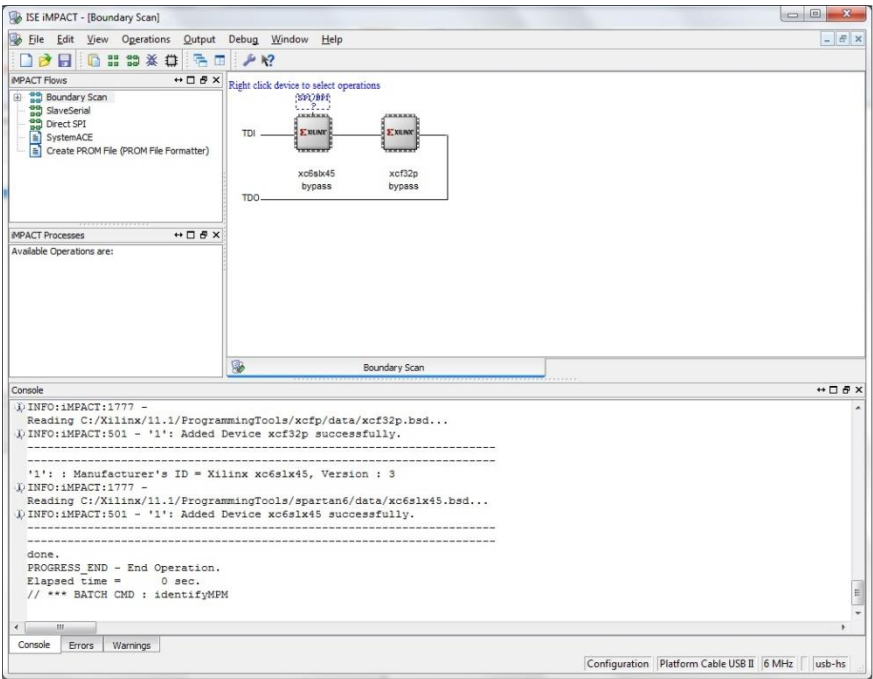 ISE iMPACT - [Boundary Scan]
File Edit View Operations Output Debug Window Help
iMPACT Flows
Boundary Scan
SlaveSerial
Direct SPI
SystemACE
Create PROM File (PROM File Formatter)
Right click device to select operations
SPI/BPI
?
TDI
XILINX XILINX
xc6slx45 xcf32p
bypass bypass
TDO
iMPACT Processes
Available Operations are:
Boundary Scan
Console
INFO:iMPACT:1777 -
Reading C:/Xilinx/11.1/ProgrammingTools/xcfp/data/xcf32p.bsd...
INFO:iMPACT:501 - '1': Added Device xcf32p successfully.
----------------------------------------------------------------------
----------------------------------------------------------------------
'1': : Manufacturer's ID = Xilinx xc6slx45, Version : 3
INFO:iMPACT:1777 -
Reading C:/Xilinx/11.1/ProgrammingTools/spartan6/data/xc6slx45.bsd...
INFO:iMPACT:501 - '1': Added Device xc6slx45 successfully.
----------------------------------------------------------------------
----------------------------------------------------------------------
done.
PROGRESS_END - End Operation.
Elapsed time = 0 sec.
// *** BATCH CMD : identifyMPM
Console Errors Warnings
Configuration Platform Cable USB II 6 MHz usb-hs